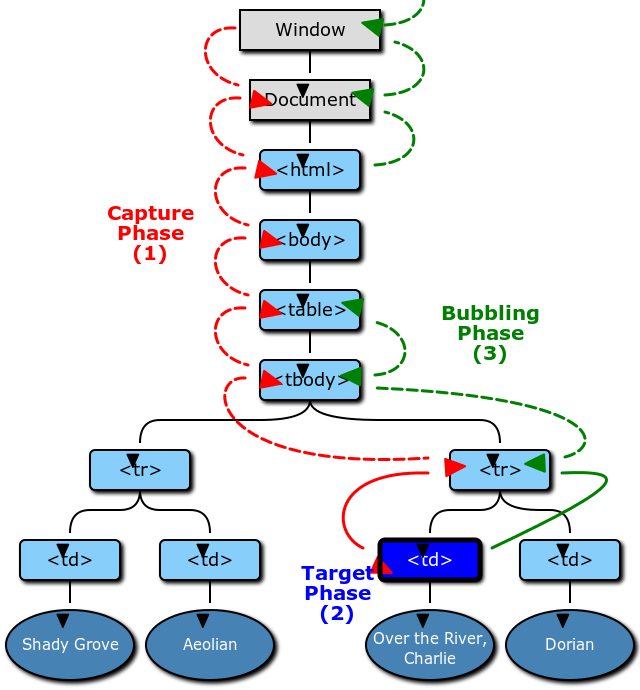 Window
Document
<html>
Capture
Phase
(1)
<body>
<table>
Bubbling
Phase
(3)
<tbody>
<tr>
<tr>
<td>
<td>
<td>
<td>
Target
Phase
(2)
Shady Grove
Aeolian
Over the River,
Charlie
Dorian